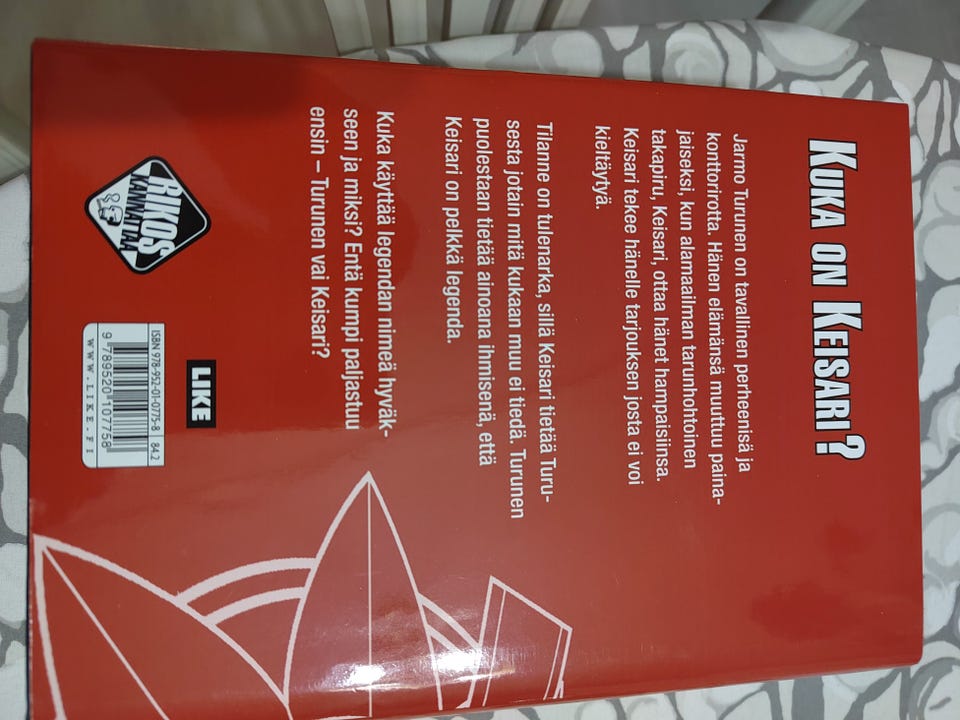 KUKA ON KEISARI?
Jarmo Turunen on tavallinen perheenisä ja
konttorirotta. Hänen elämänsä muuttuu paina-
jaiseksi, kun alamaailman tarunhohtoinen
takapiru, Keisari, ottaa hänet hampaisiinsa.
Keisari tekee hänelle tarjouksen josta ei voi
kieltäytyä.
Tilanne on tulenarka, sillä Keisari tietää Turu-
sesta jotain mitä kukaan muu ei tiedä. Turunen
puolestaan tietää ainoana ihmisenä, että
Keisari on pelkkä legenda.
Kuka käyttää legendan nimeä hyväk-
seen ja miksi? Entä kumpi paljastuu
ensin – Turunen vai Keisari?
RIKOS
KANNATTAA
LIKE
ISBN 978-952-01-0775-8 84.2
9 789520 107758
WWW.LIKE.FI